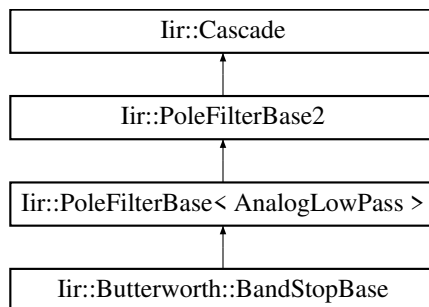 Iir::Cascade
Iir::PoleFilterBase2
Iir::PoleFilterBase< AnalogLowPass >
Iir::Butterworth::BandStopBase